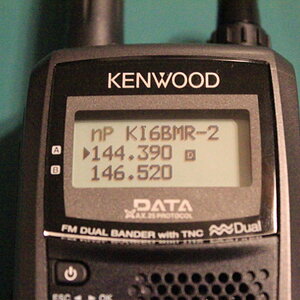 KENWOOD
nP KI6BMR-2
A ▶144.390 D
B 146.520
DATA
AX.25 PROTOCOL
FM DUAL BANDER with TNC Dual
ESC ◀ ▶ OK